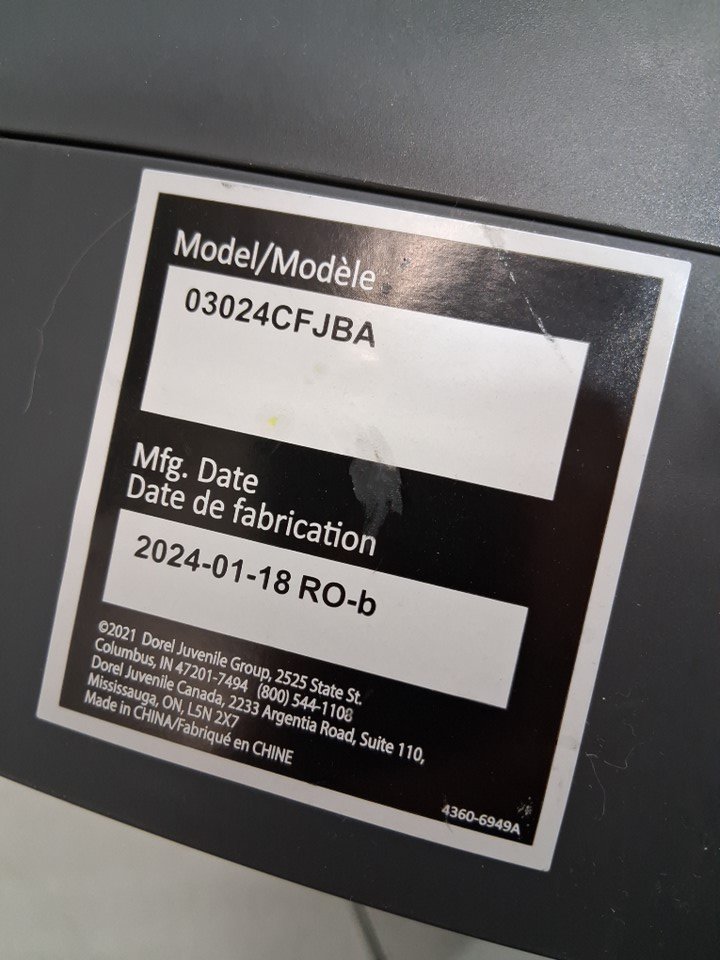 Model/Modèle
03024CFJBA
Mfg. Date
Date de fabrication
2024-01-18 RO-b
©2021 Dorel Juvenile Group, 2525 State St.
Columbus, IN 47201-7494 (800) 544-1108
Dorel Juvenile Canada, 2233 Argentia Road, Suite 110,
Mississauga, ON, L5N 2X7
Made in CHINA/Fabriqué en CHINE
4360-6949A